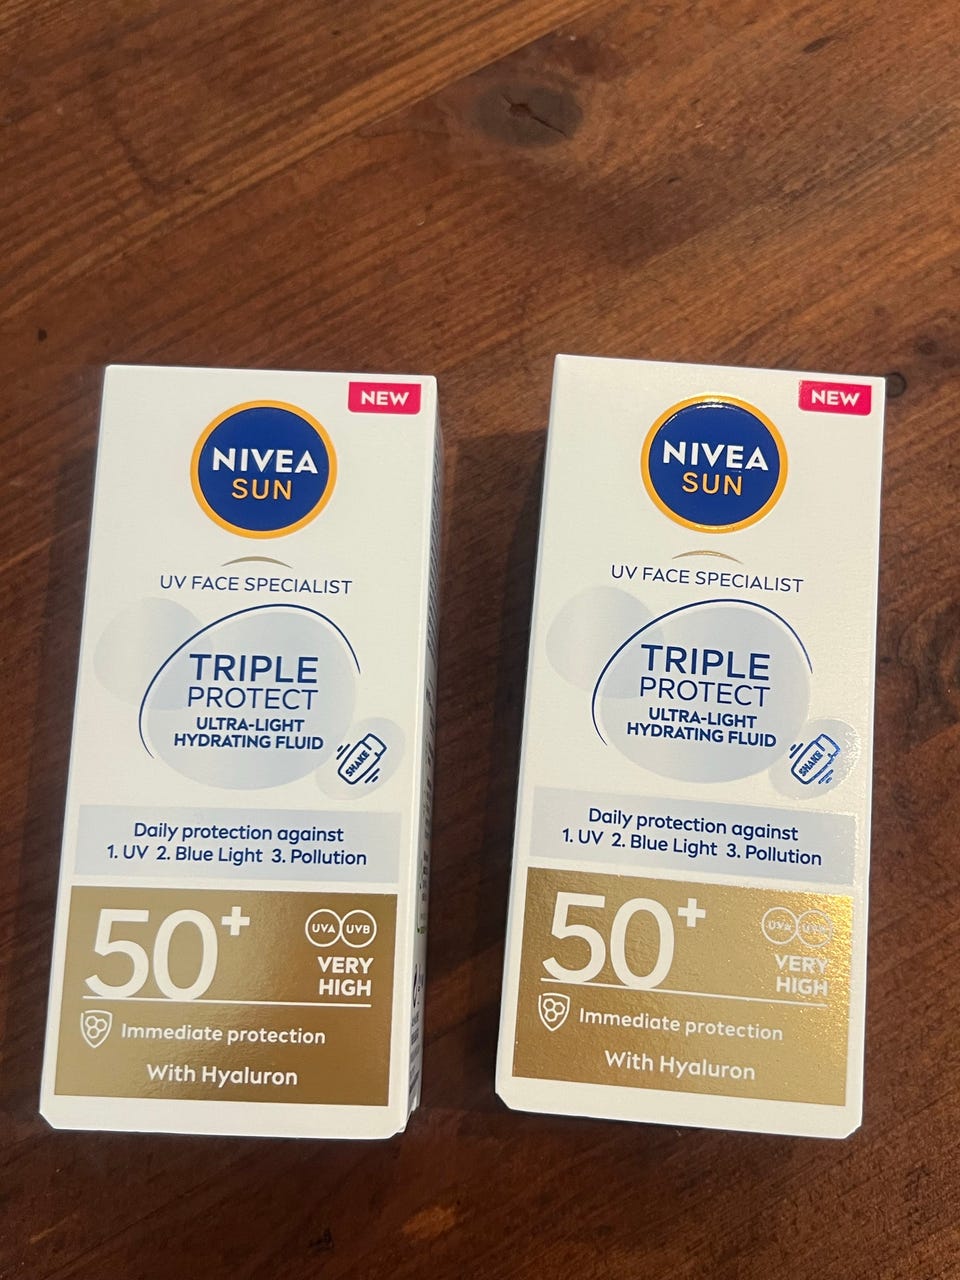 NEW
NIVEA
SUN
UV FACE SPECIALIST
TRIPLE
PROTECT
ULTRA-LIGHT
HYDRATING FLUID
SHAKE
Daily protection against
1. UV 2. Blue Light 3. Pollution
50+
UVA UVB
VERY
HIGH
Immediate protection
With Hyaluron
NEW
NIVEA
SUN
UV FACE SPECIALIST
TRIPLE
PROTECT
ULTRA-LIGHT
HYDRATING FLUID
SHAKE
Daily protection against
1. UV 2. Blue Light 3. Pollution
50+
UVA UVB
VERY
HIGH
Immediate protection
With Hyaluron